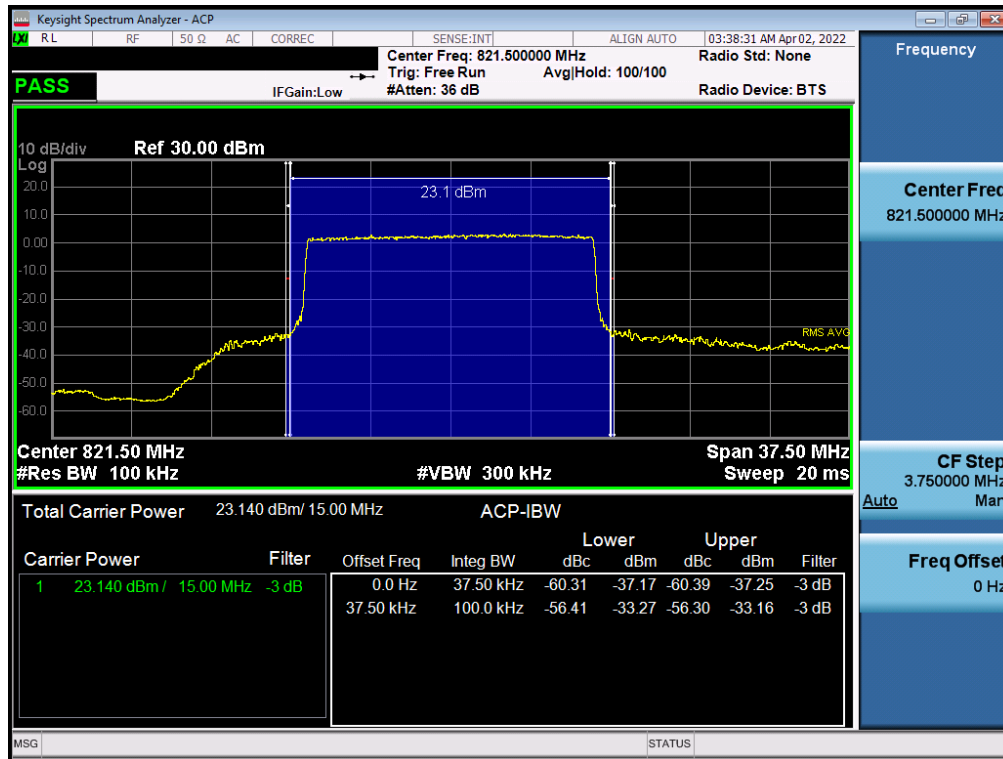 Keysight Spectrum Analyzer - ACP
LXI RL RF 50 Ω AC CORREC SENSE:INT ALIGN AUTO 03:38:31 AM Apr 02, 2022
Center Freq: 821.500000 MHz Radio Std: None
Trig: Free Run Avg|Hold: 100/100
PASS IFGain:Low #Atten: 36 dB Radio Device: BTS
10 dB/div Ref 30.00 dBm
Log
20.0
23.1 dBm
10.0
0.00
-10.0
-20.0
-30.0
RMS AVG
-40.0
-50.0
-60.0
Center 821.50 MHz Span 37.50 MHz
#Res BW 100 kHz #VBW 300 kHz Sweep 20 ms
Total Carrier Power 23.140 dBm/ 15.00 MHz ACP-IBW
Lower Upper
Carrier Power Filter Offset Freq Integ BW dBc dBm dBc dBm Filter
1 23.140 dBm / 15.00 MHz -3 dB 0.0 Hz 37.50 kHz -60.31 -37.17 -60.39 -37.25 -3 dB
37.50 kHz 100.0 kHz -56.41 -33.27 -56.30 -33.16 -3 dB
MSG STATUS
Frequency
Center Freq
821.500000 MHz
CF Step
3.750000 MHz
Auto Man
Freq Offset
0 Hz